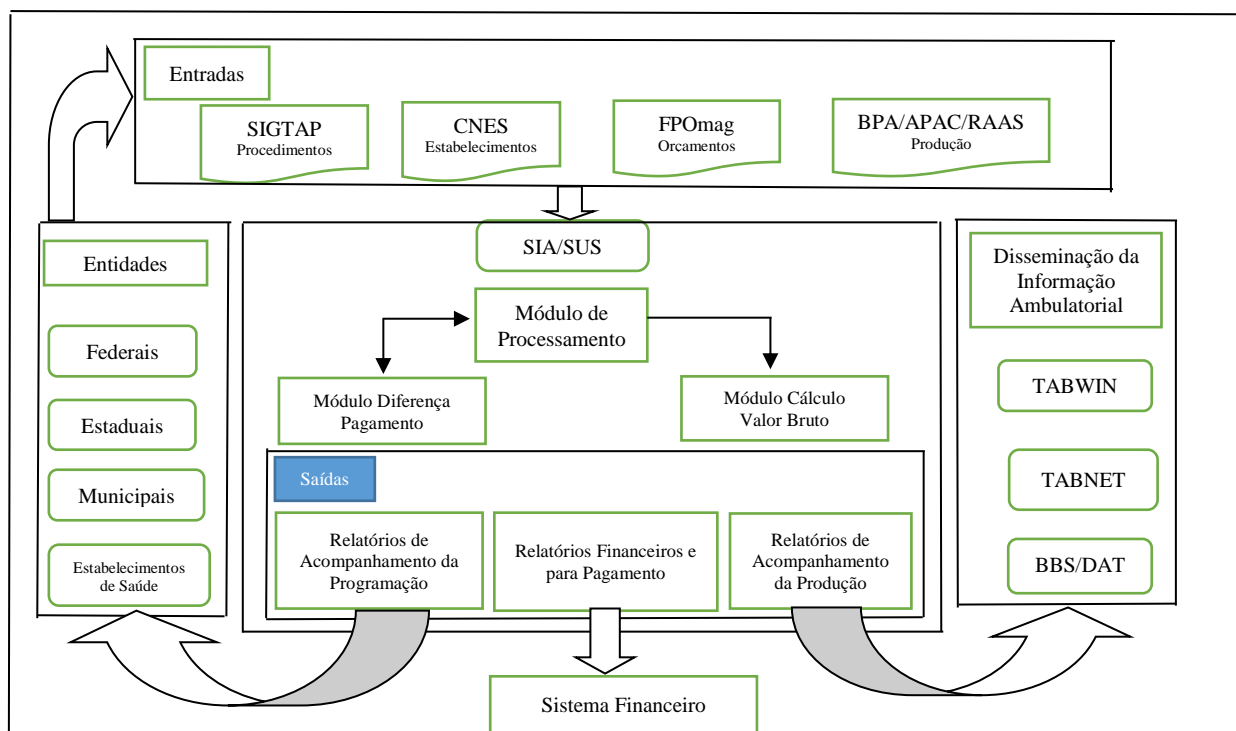 Entradas
SIGTAP
Procedimentos
CNES
Estabelecimentos
FPOmag
Orcamentos
BPA/APAC/RAAS
Produção
Entidades
Federais
Estaduais
Municipais
Estabelecimentos
de Saúde
SIA/SUS
Módulo de
Processamento
Módulo Diferença
Pagamento
Módulo Cálculo
Valor Bruto
Saídas
Relatórios de
Acompanhamento da
Programação
Relatórios Financeiros e
para Pagamento
Relatórios de
Acompanhamento
da Produção
Sistema Financeiro
Disseminação da
Informação
Ambulatorial
TABWIN
TABNET
BBS/DAT